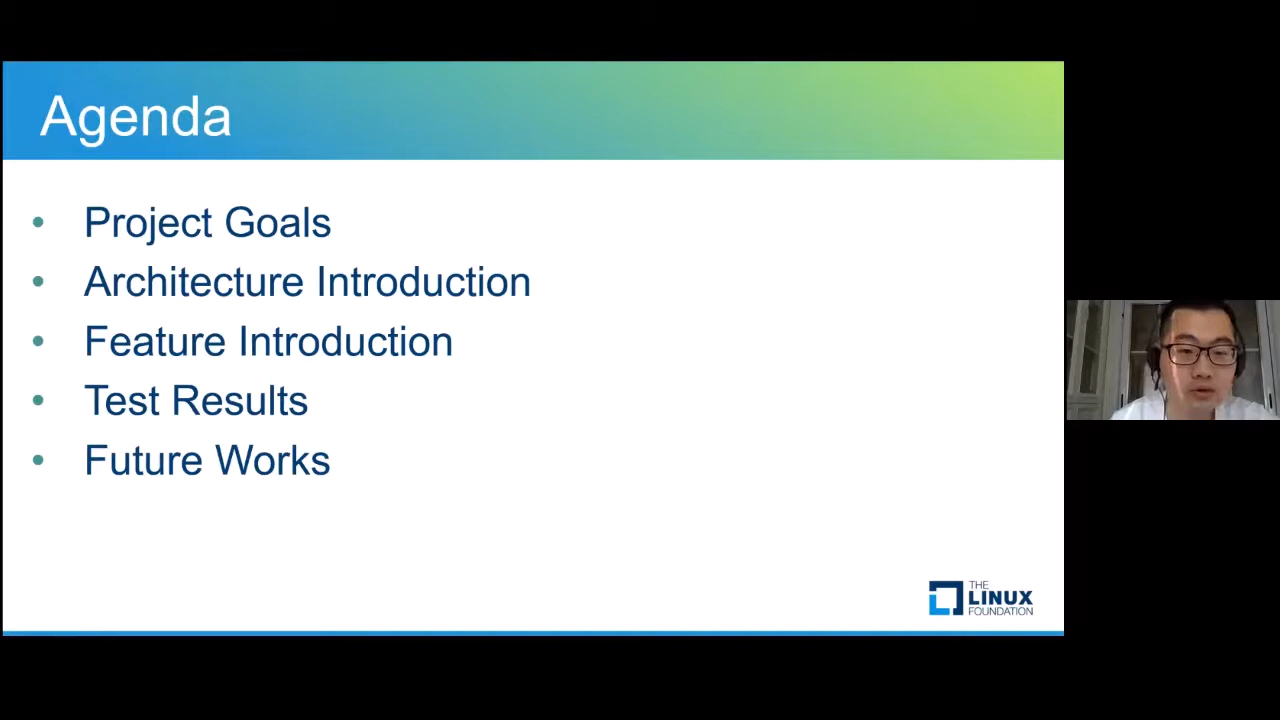 Agenda
• Project Goals
• Architecture Introduction
• Feature Introduction
• Test Results
• Future Works
THE
LINUX
FOUNDATION